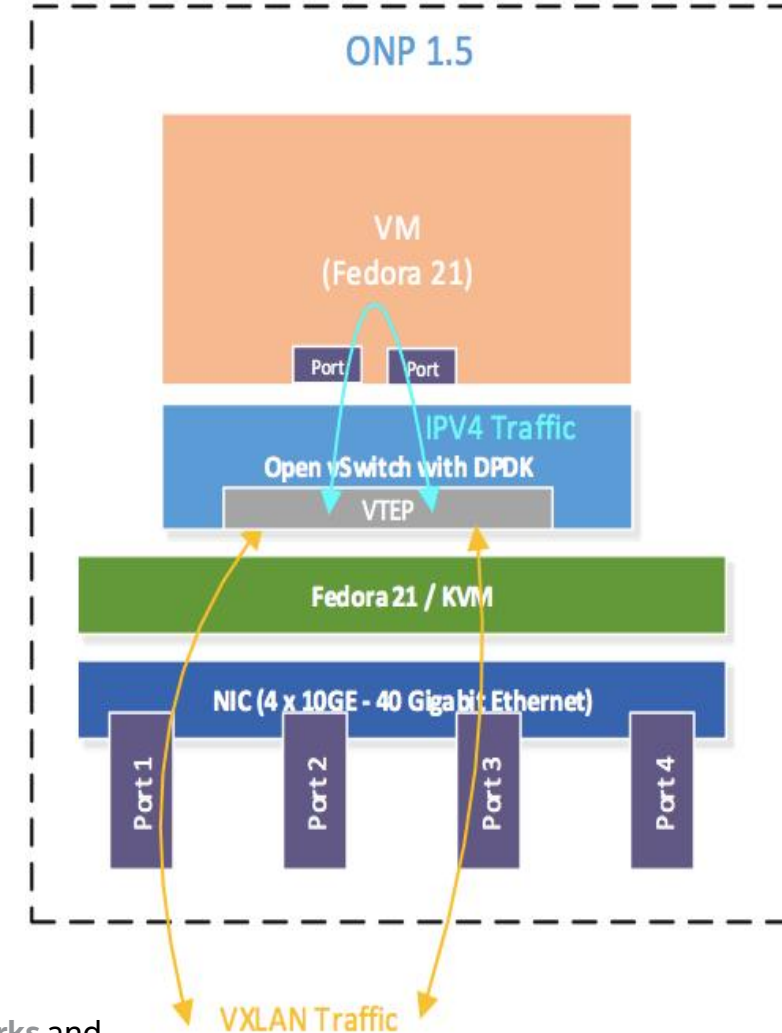 ONP 1.5
VM
(Fedora 21)
Port
Port
IPV4 Traffic
Open vSwitch with DPDK
VTEP
Fedora 21 / KVM
NIC (4 x 10GE - 40 Gigabit Ethernet)
Port 1
Port 2
Port 3
Port 4
VXLAN Traffic
and